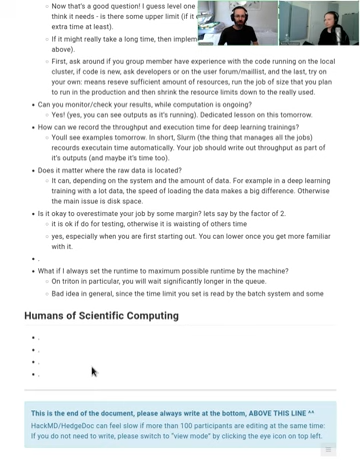 Now that's a good question! I guess level one
think it needs - is there some upper limit (if it
extra time at least).
If it might really take a long time, then implem
above).
First, ask around if you group member have experience with the code running on the local
cluster, if code is new, ask developers or on the user forum/maillist, and the last, try on
your own: means reseve sufficient amount of resources, run the job of size that you plan
to run in the production and then shrink the resource limits down to the really used.
Can you monitor/check your results, while computation is ongoing?
Yes! (yes, you can see outputs as it's running). Dedicated lesson on this tomorrow.
How can we record the throughput and execution time for deep learning trainings?
Youll see examples tomorrow. In short, Slurm (the thing that manages all the jobs)
recourds executain time automatically. Your job should write out throughput as part of
it's outputs (and maybe it's time too).
Does it matter where the raw data is located?
It can, depending on the system and the amount of data. For example in a deep learning
training with a lot data, the speed of loading the data makes a big difference. Otherwise
the main issue is disk space.
Is it okay to overestimate your job by some margin? lets say by the factor of 2.
it is ok if do for testing, otherwise it is waisting of others time
yes, especially when you are first starting out. You can lower once you get more familiar
with it.
.
What if I always set the runtime to maximum possible runtime by the machine?
On triton in particular, you will wait significantly longer in the queue.
Bad idea in general, since the time limit you set is read by the batch system and some
Humans of Scientific Computing
.
.
.
.
This is the end of the document, please always write at the bottom, ABOVE THIS LINE ^^
HackMD/HedgeDoc can feel slow if more than 100 participants are editing at the same time:
If you do not need to write, please switch to "view mode" by clicking the eye icon on top left.